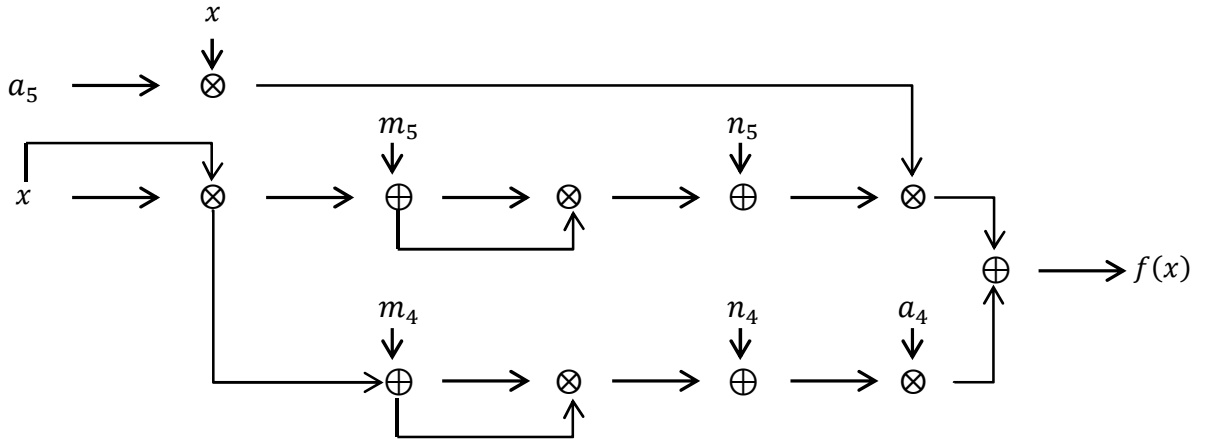 x
a₅
m₅ n₅
x
f(x)
m₄ n₄ a₄